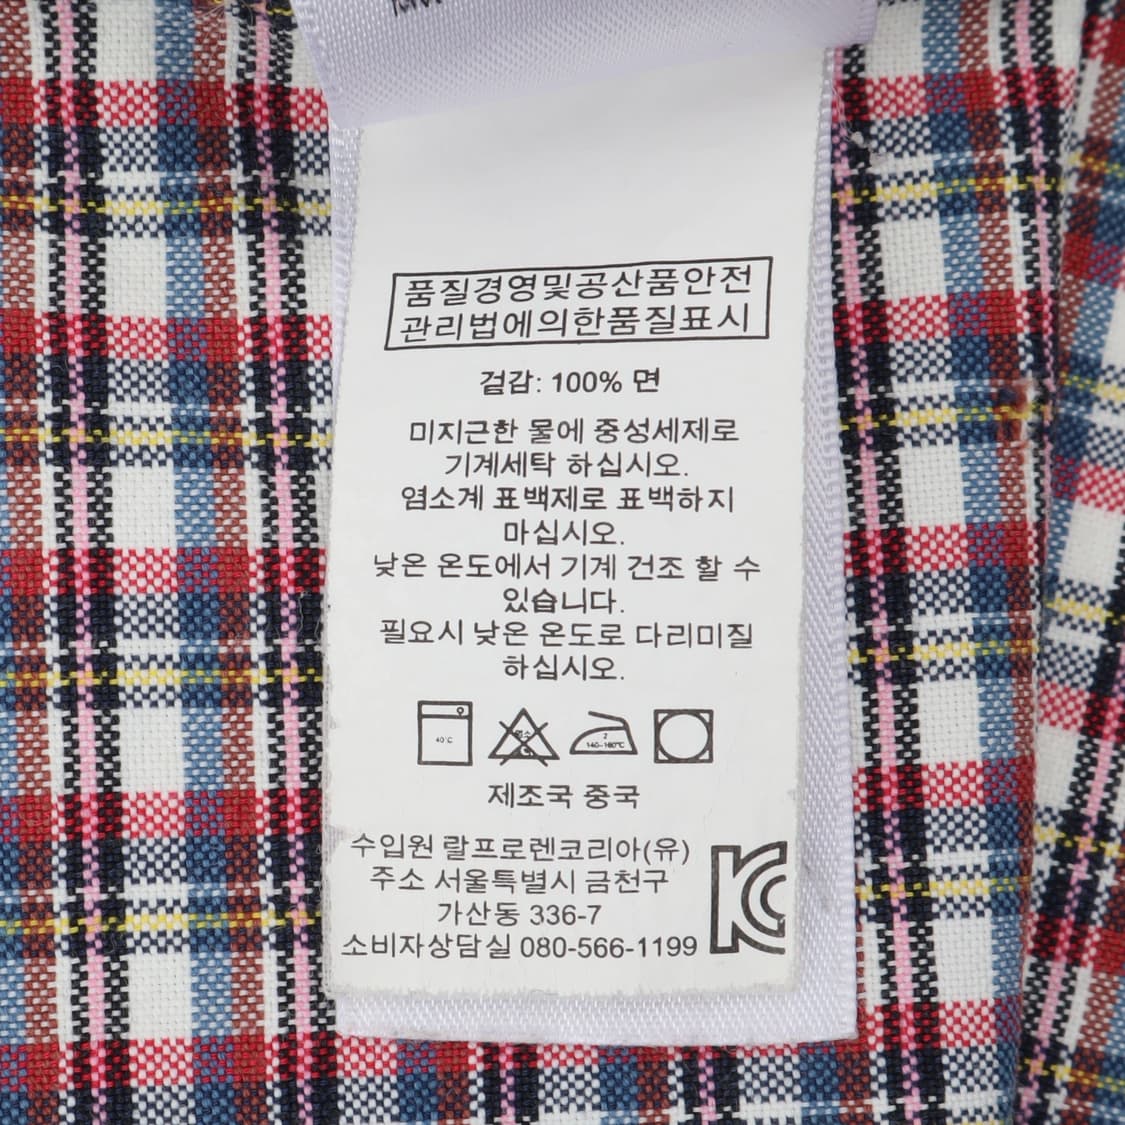 품질경영및공산품안전
관리법에의한품질표시
겉감: 100% 면
미지근한 물에 중성세제로
기계세탁 하십시오.
염소계 표백제로 표백하지
마십시오.
낮은 온도에서 기계 건조 할 수
있습니다.
필요시 낮은 온도로 다리미질
하십시오.
40°C
염소
2
140~160°C
제조국 중국
수입원 랄프로렌코리아(유)
주소 서울특별시 금천구
가산동 336-7
소비자상담실 080-566-1199
KC